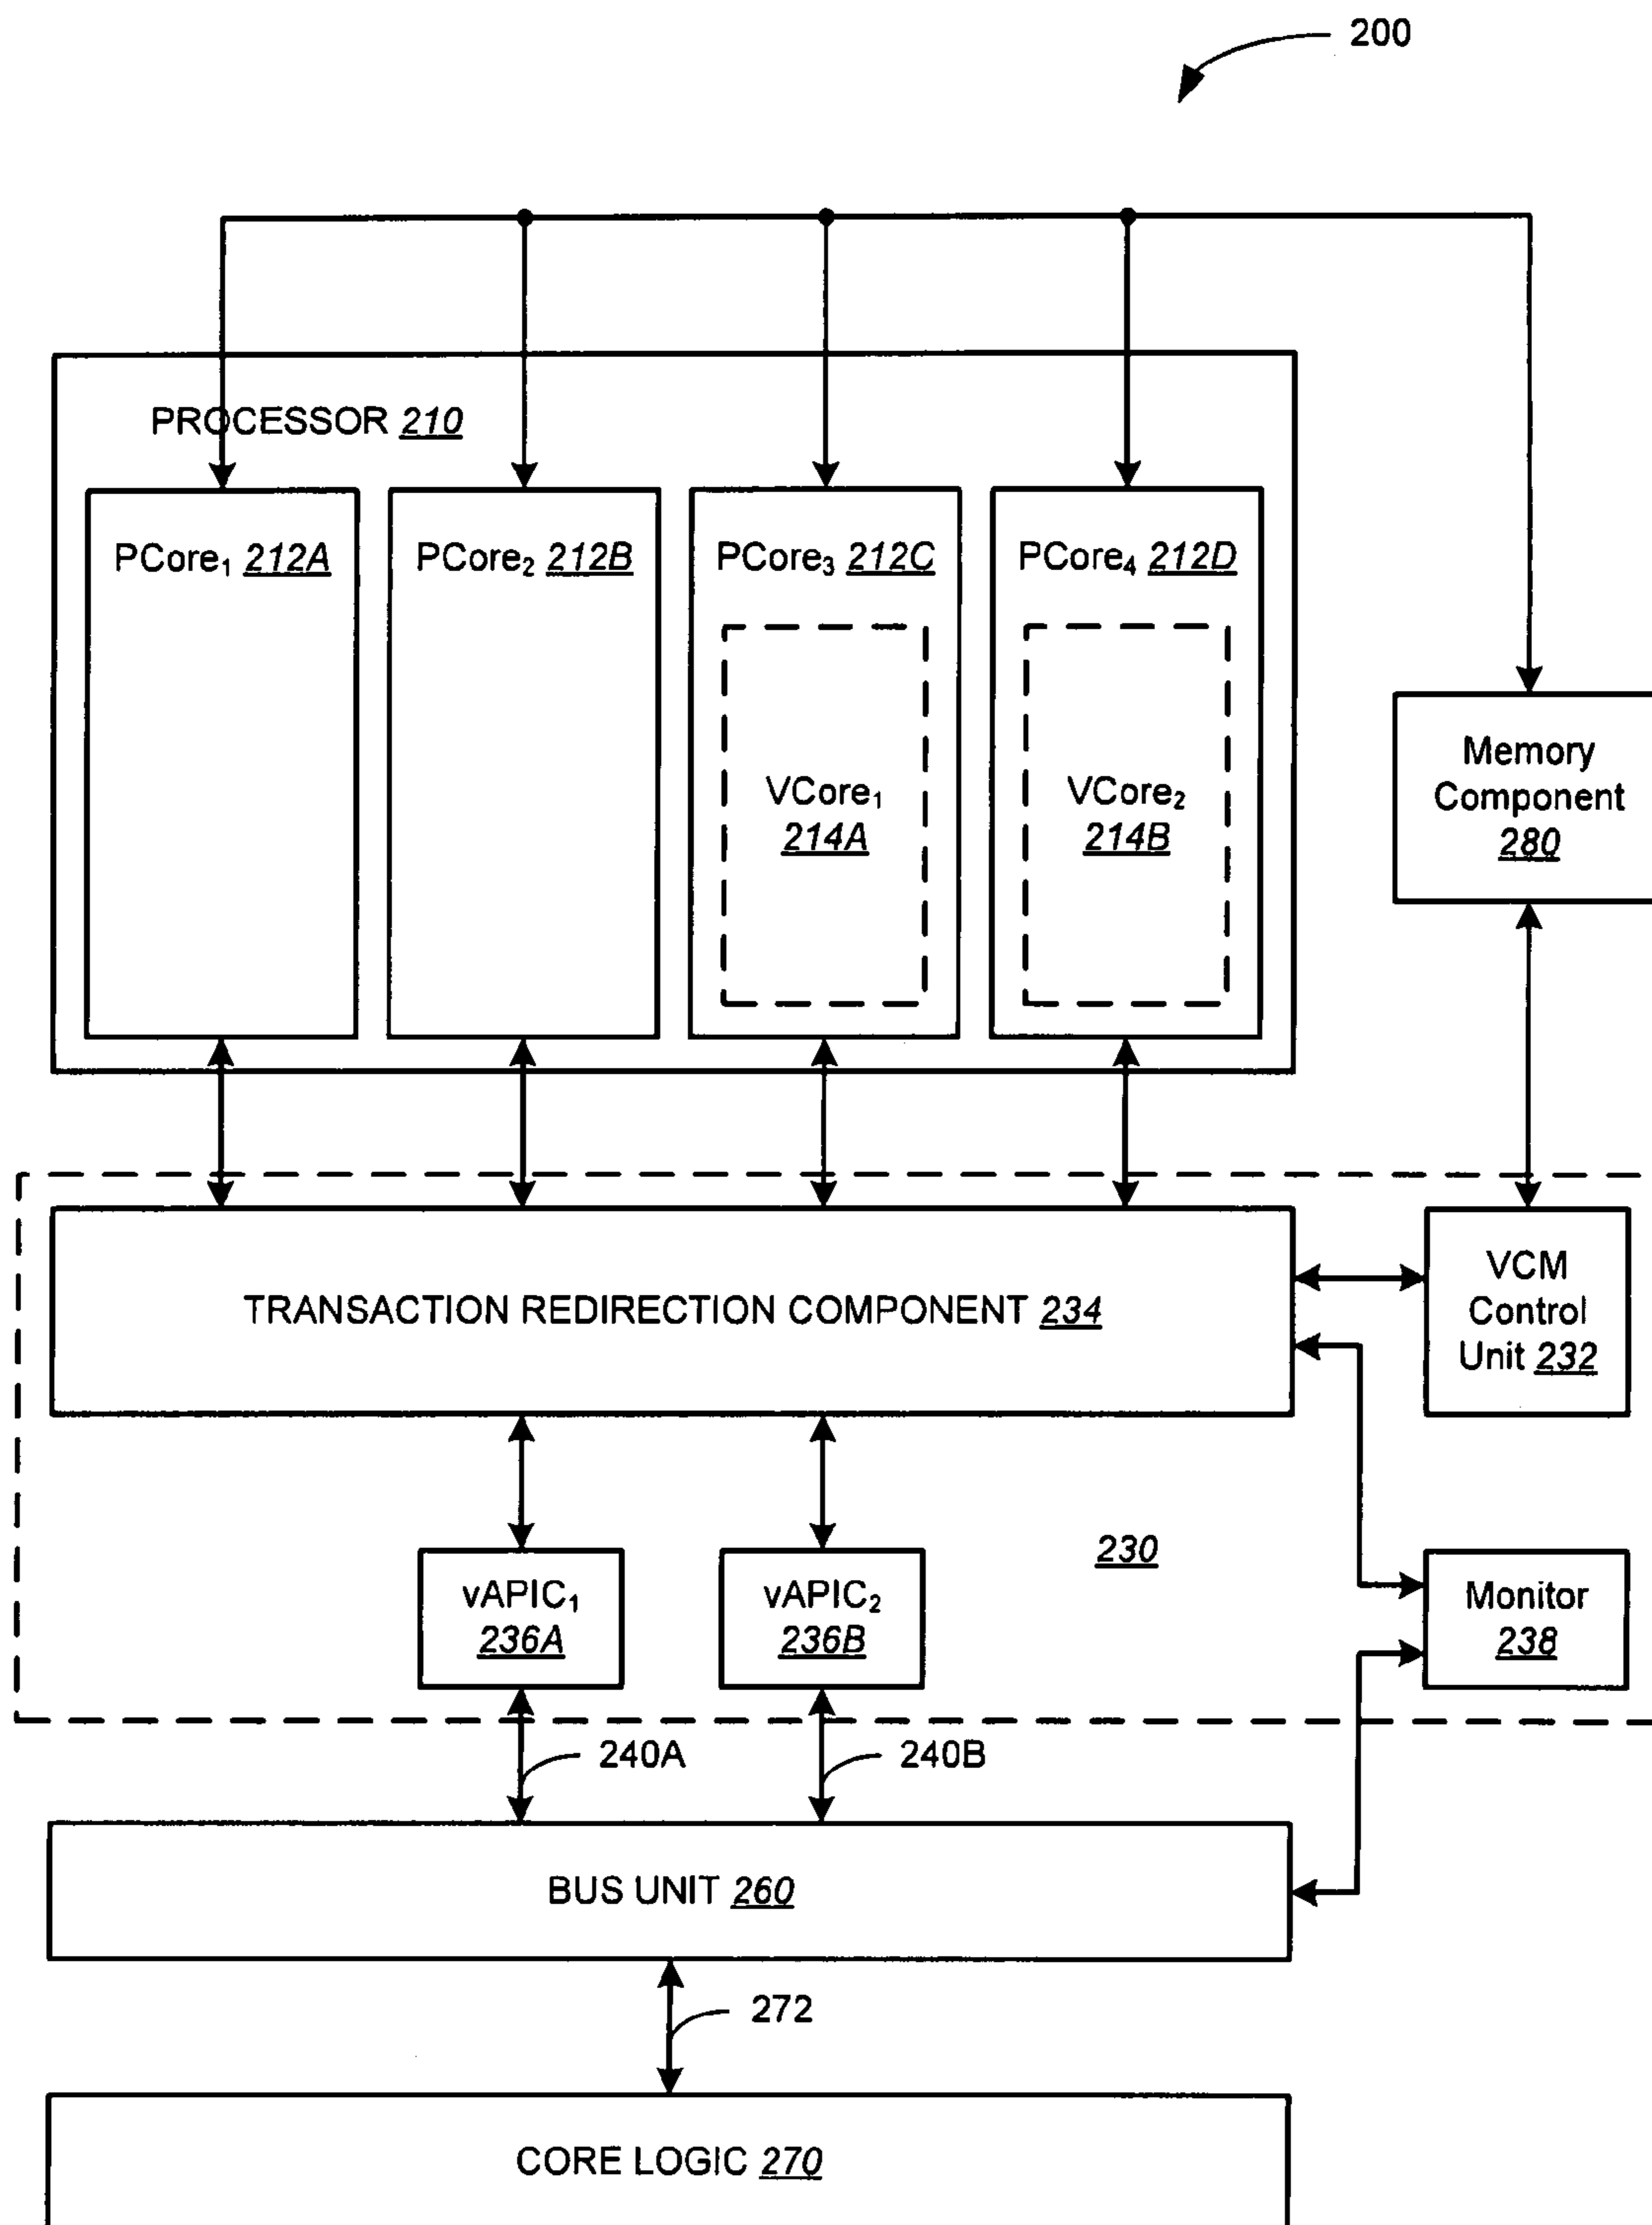 200
PROCESSOR 210
PCore₁ 212A
PCore₂ 212B
PCore₃ 212C
PCore₄ 212D
VCore₁
214A
VCore₂
214B
Memory
Component
280
TRANSACTION REDIRECTION COMPONENT 234
VCM
Control
Unit 232
230
vAPIC₁
236A
vAPIC₂
236B
Monitor
238
240A
240B
BUS UNIT 260
272
CORE LOGIC 270